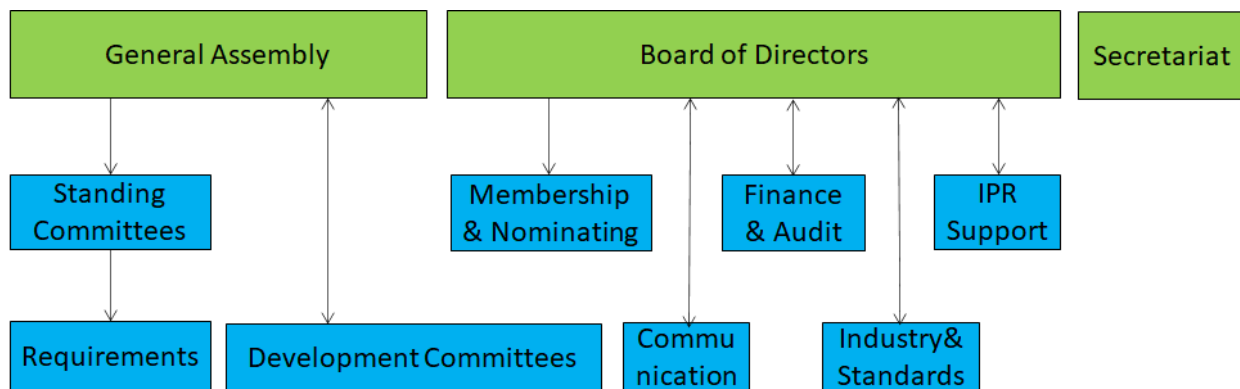 General Assembly
Board of Directors
Secretariat
Standing
Committees
Membership
& Nominating
Finance
& Audit
IPR
Support
Requirements
Development Committees
Commu
nication
Industry&
Standards